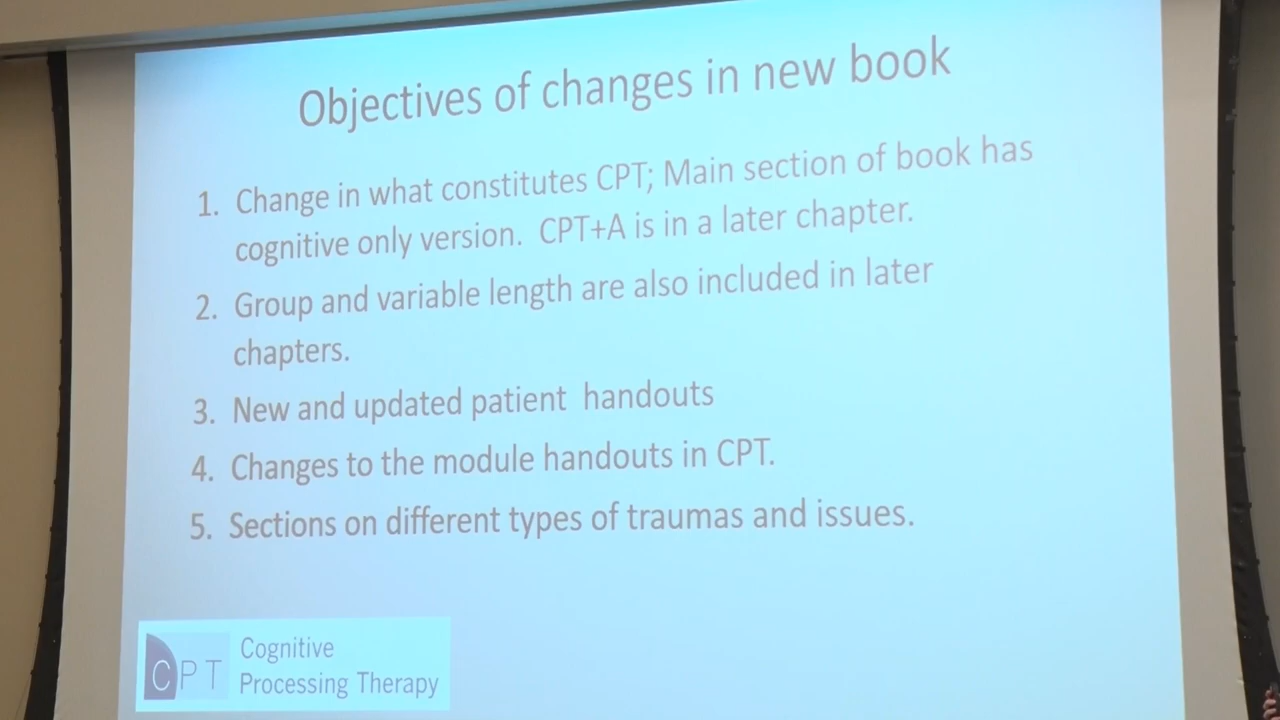 Objectives of changes in new book
1. Change in what constitutes CPT; Main section of book has
cognitive only version. CPT+A is in a later chapter.
2. Group and variable length are also included in later
chapters.
3. New and updated patient handouts
4. Changes to the module handouts in CPT.
5. Sections on different types of traumas and issues.
CPT
Cognitive
Processing Therapy